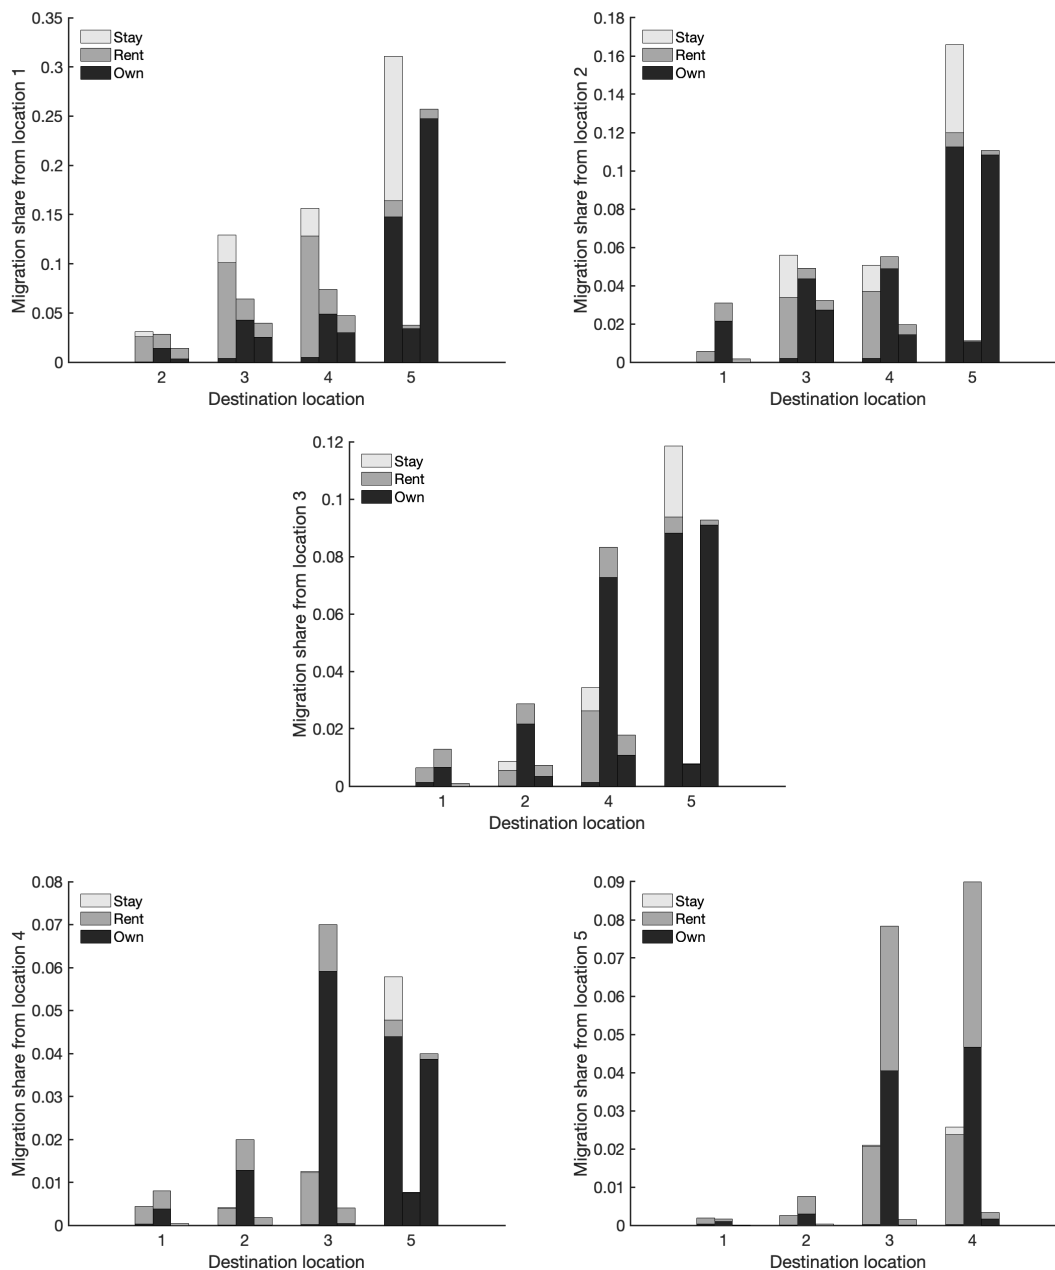 0.35
0.3
0.25
0.2
0.15
0.1
0.05
0
Migration share from location 1
Stay
Rent
Own
2 3 4 5
Destination location
0.18
0.16
0.14
0.12
0.1
0.08
0.06
0.04
0.02
0
Migration share from location 2
Stay
Rent
Own
1 3 4 5
Destination location
0.12
0.1
0.08
0.06
0.04
0.02
0
Migration share from location 3
Stay
Rent
Own
1 2 4 5
Destination location
0.08
0.07
0.06
0.05
0.04
0.03
0.02
0.01
0
Migration share from location 4
Stay
Rent
Own
1 2 3 5
Destination location
0.09
0.08
0.07
0.06
0.05
0.04
0.03
0.02
0.01
0
Migration share from location 5
Stay
Rent
Own
1 2 3 4
Destination location